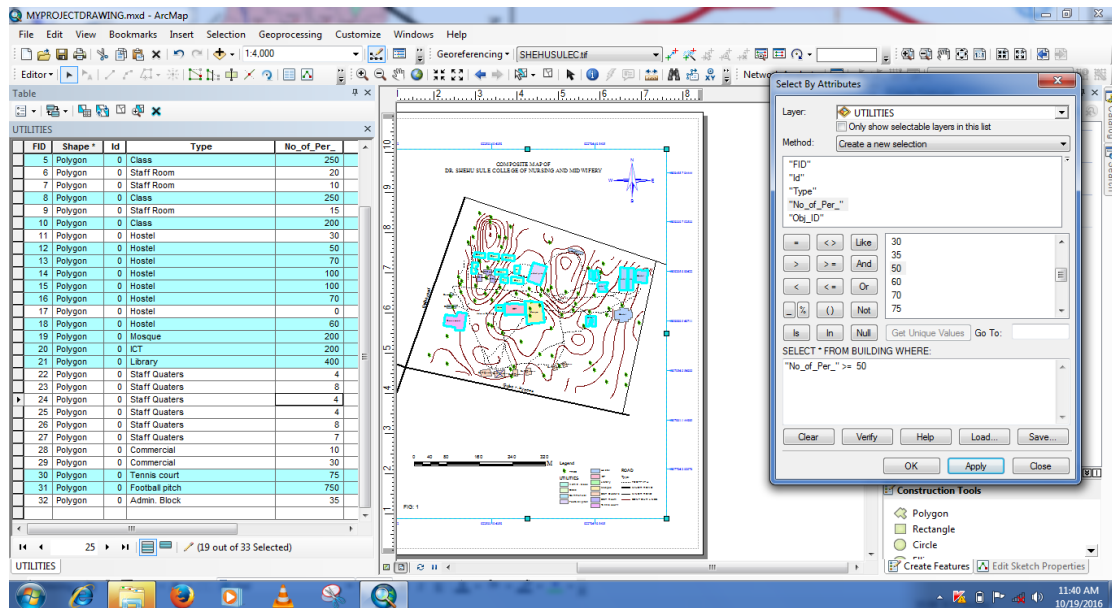 MYPROJECTDRAWING.mxd - ArcMap
File Edit View Bookmarks Insert Selection Geoprocessing Customize Windows Help
1:4.000
Georeferencing
SHEHUSULEC.tif
Editor
Table
UTILITIES
FID Shape * Id Type No_of_Per_
5 Polygon 0 Class 250
6 Polygon 0 Staff Room 20
7 Polygon 0 Staff Room 10
8 Polygon 0 Class 250
9 Polygon 0 Staff Room 15
10 Polygon 0 Class 200
11 Polygon 0 Hostel 30
12 Polygon 0 Hostel 50
13 Polygon 0 Hostel 70
14 Polygon 0 Hostel 100
15 Polygon 0 Hostel 100
16 Polygon 0 Hostel 70
17 Polygon 0 Hostel 0
18 Polygon 0 Hostel 60
19 Polygon 0 Mosque 200
20 Polygon 0 ICT 200
21 Polygon 0 Library 400
22 Polygon 0 Staff Quaters 4
23 Polygon 0 Staff Quaters 8
24 Polygon 0 Staff Quaters 4
25 Polygon 0 Staff Quaters 4
26 Polygon 0 Staff Quaters 8
27 Polygon 0 Staff Quaters 7
28 Polygon 0 Commercial 10
29 Polygon 0 Commercial 30
30 Polygon 0 Tennis court 75
31 Polygon 0 Football pitch 750
32 Polygon 0 Admin. Block 35
25
(19 out of 33 Selected)
UTILITIES
COMPOSITE MAP OF
DR. SHEHU SULE COLLEGE OF NURSING AND MIDWIFERY
N
W E
S
0 40 80 160 240 320
M
Legend
UTILITIES
ROAD
FIG: 1
Select By Attributes
Layer: UTILITIES
Only show selectable layers in this list
Method: Create a new selection
"FID"
"Id"
"Type"
"No_of_Per_"
"Obj_ID"
= <> Like
> >= And
< <= Or
_ % () Not
Is In Null
30
35
50
60
70
75
Get Unique Values Go To:
SELECT * FROM BUILDING WHERE:
"No_of_Per_" >= 50
Clear Verify Help Load... Save...
OK Apply Close
Construction Tools
Polygon
Rectangle
Circle
Create Features Edit Sketch Properties
11:40 AM
10/19/2016